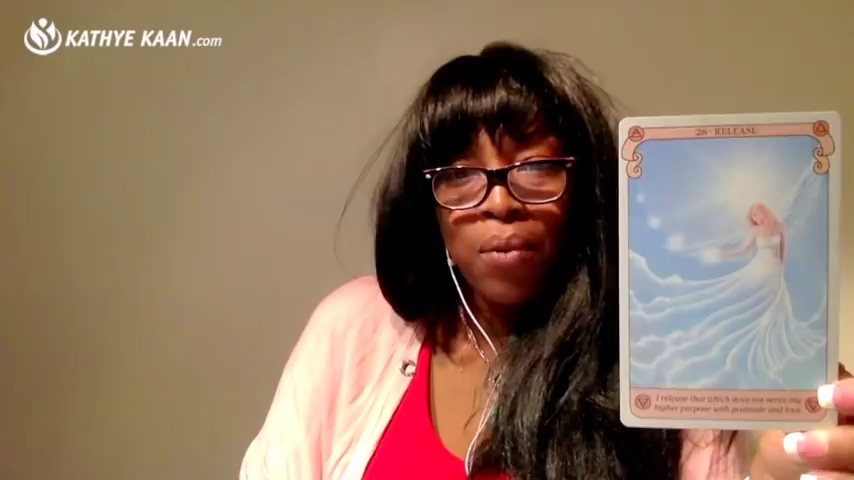 KATHYE KAAN.com
26 - RELEASE
I release that which does not serve my
higher purpose with gratitude and love.